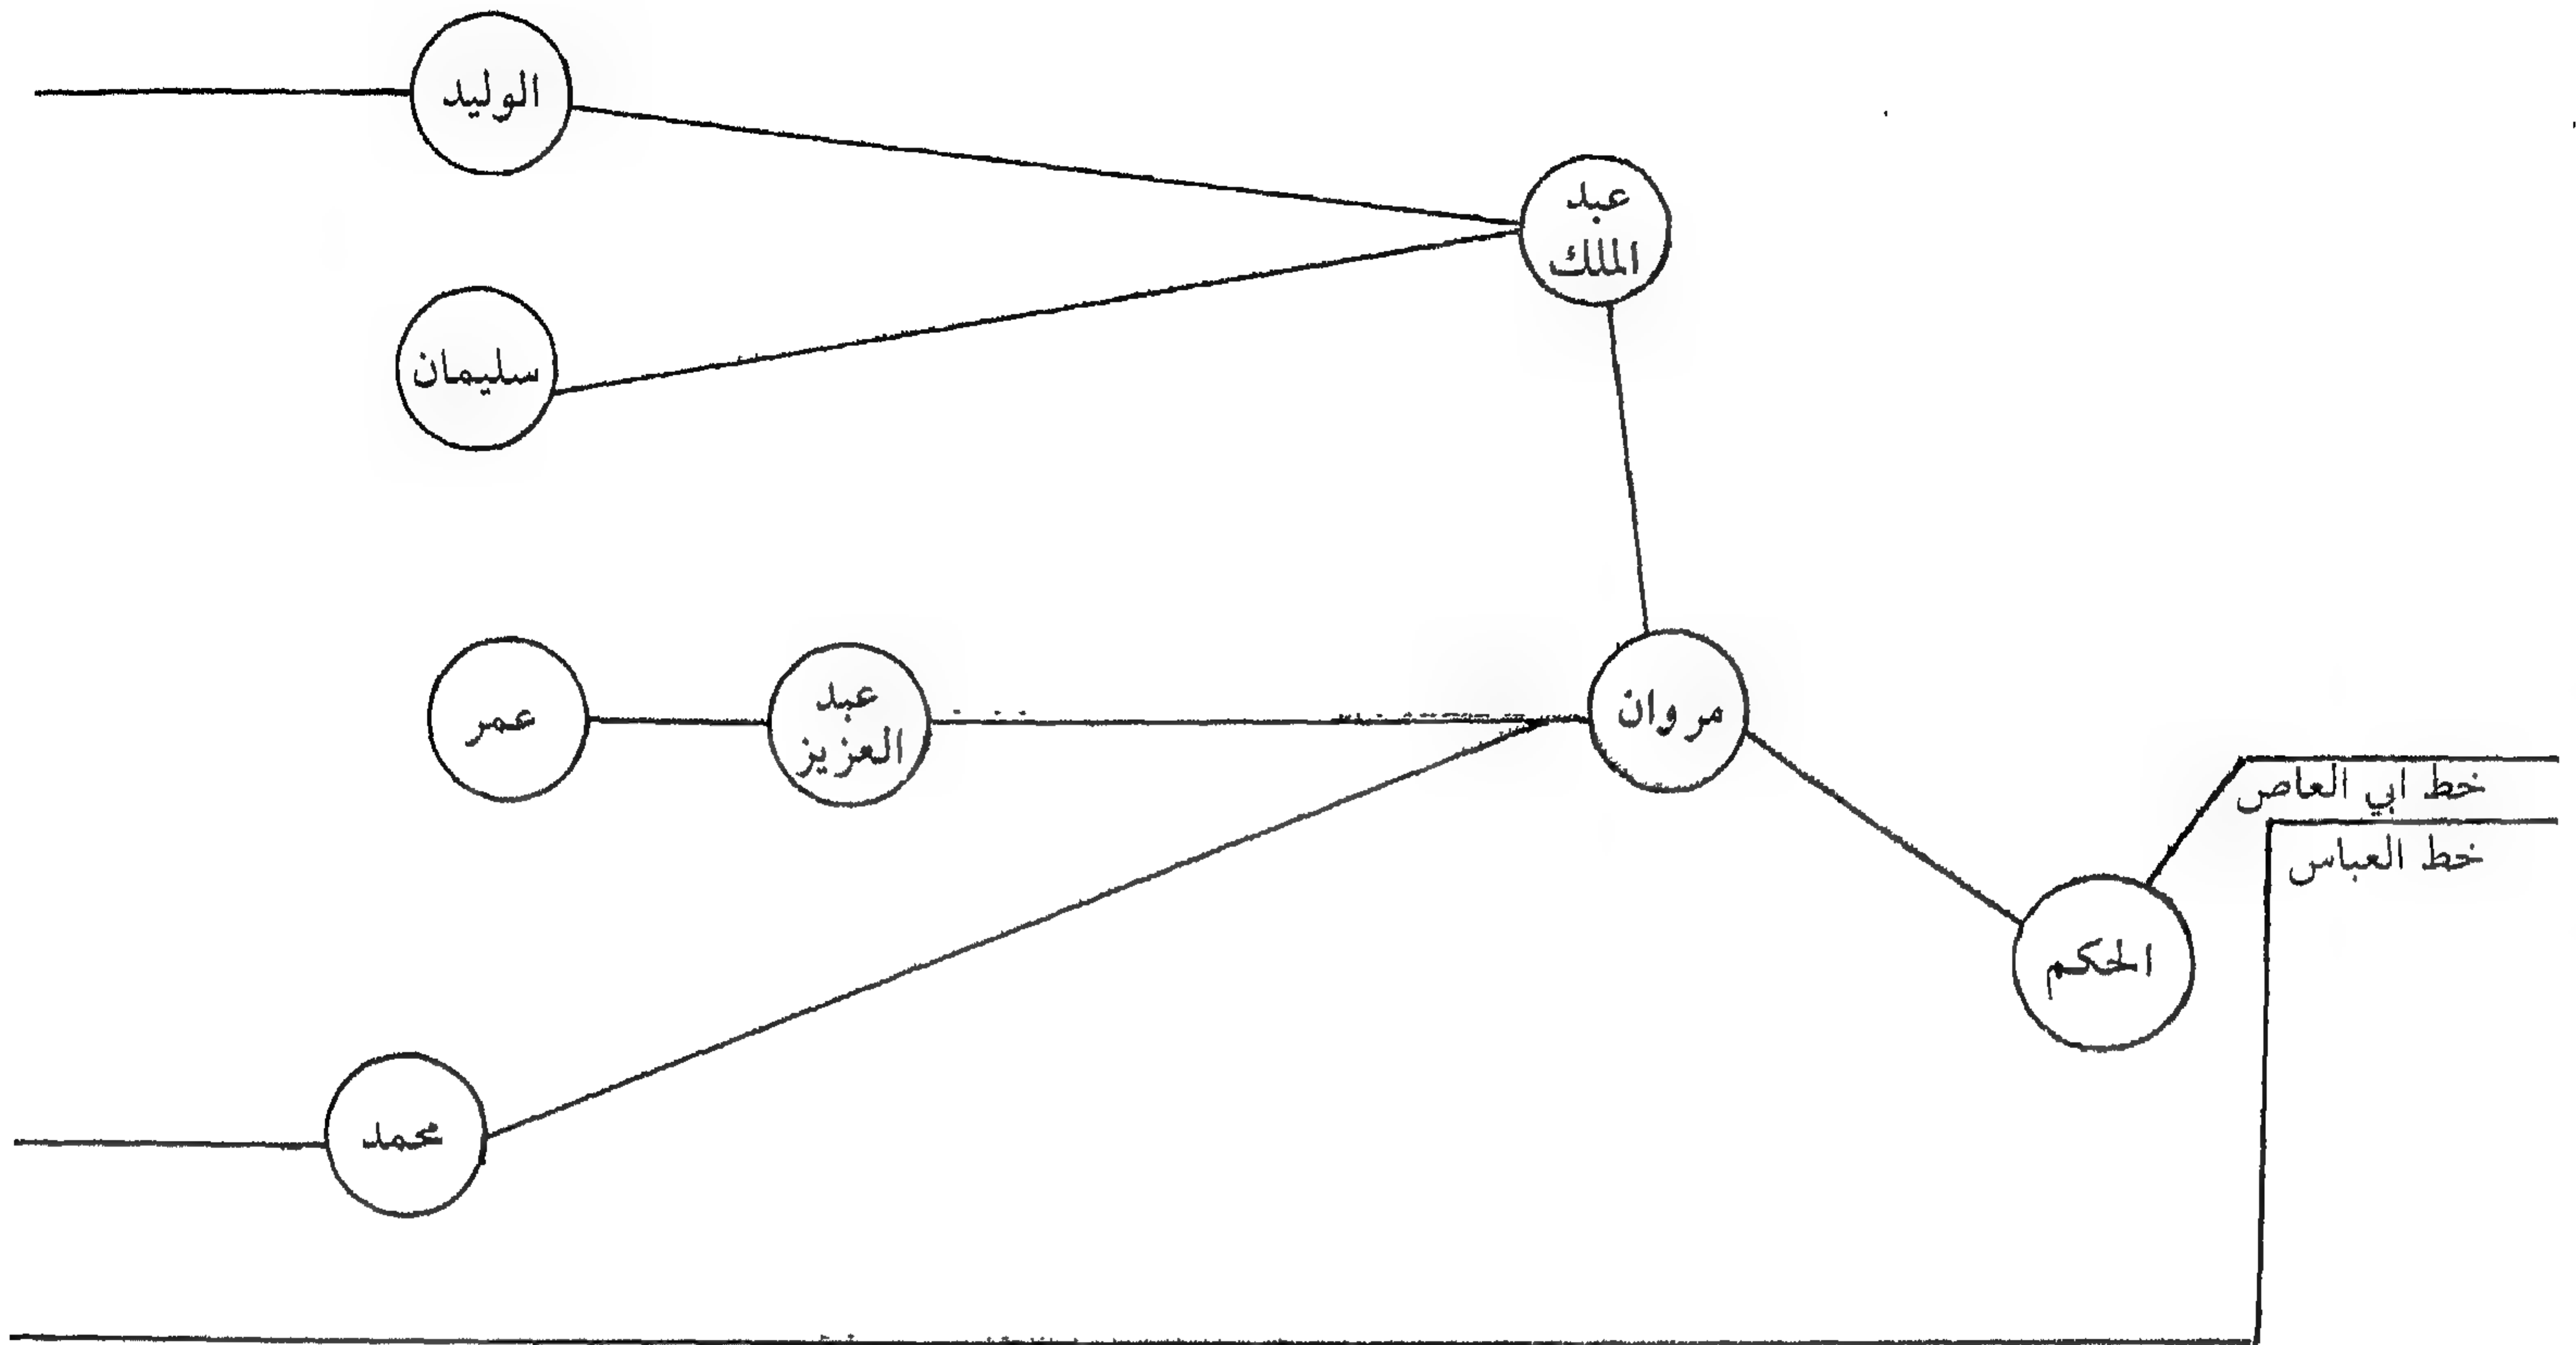 الوليد
عبد
الملك
سليمان
مروان
عبد
العزيز
عمر
خط ابي العاص
خط العباس
الحكم
محمد